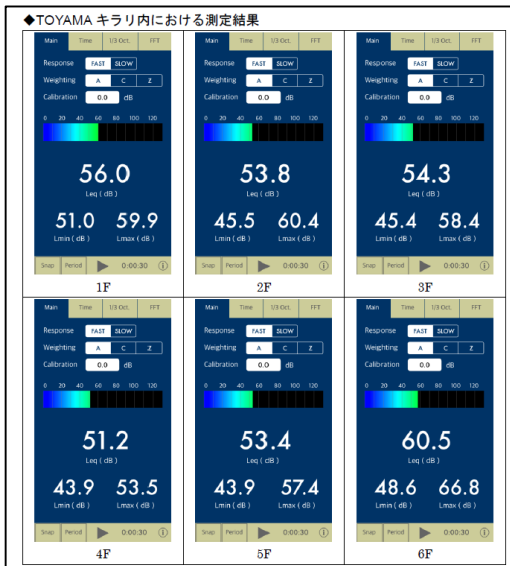 ◆TOYAMA キラリ内における測定結果
Main Time 1/3 Oct. FFT
Response FAST SLOW
Weighting A C Z
Calibration 0.0 dB
0 20 40 60 80 100 120
56.0
Leq ( dB )
51.0 59.9
Lmin ( dB ) Lmax ( dB )
Snap Period 0:00:30
1F
Main Time 1/3 Oct. FFT
Response FAST SLOW
Weighting A C Z
Calibration 0.0 dB
0 20 40 60 80 100 120
53.8
Leq ( dB )
45.5 60.4
Lmin ( dB ) Lmax ( dB )
Snap Period 0:00:30
2F
Main Time 1/3 Oct. FFT
Response FAST SLOW
Weighting A C Z
Calibration 0.0 dB
0 20 40 60 80 100 120
54.3
Leq ( dB )
45.4 58.4
Lmin ( dB ) Lmax ( dB )
Snap Period 0:00:30
3F
Main Time 1/3 Oct. FFT
Response FAST SLOW
Weighting A C Z
Calibration 0.0 dB
0 20 40 60 80 100 120
51.2
Leq ( dB )
43.9 53.5
Lmin ( dB ) Lmax ( dB )
Snap Period 0:00:30
4F
Main Time 1/3 Oct. FFT
Response FAST SLOW
Weighting A C Z
Calibration 0.0 dB
0 20 40 60 80 100 120
53.4
Leq ( dB )
43.9 57.4
Lmin ( dB ) Lmax ( dB )
Snap Period 0:00:30
5F
Main Time 1/3 Oct. FFT
Response FAST SLOW
Weighting A C Z
Calibration 0.0 dB
0 20 40 60 80 100 120
60.5
Leq ( dB )
48.6 66.8
Lmin ( dB ) Lmax ( dB )
Snap Period 0:00:30
6F